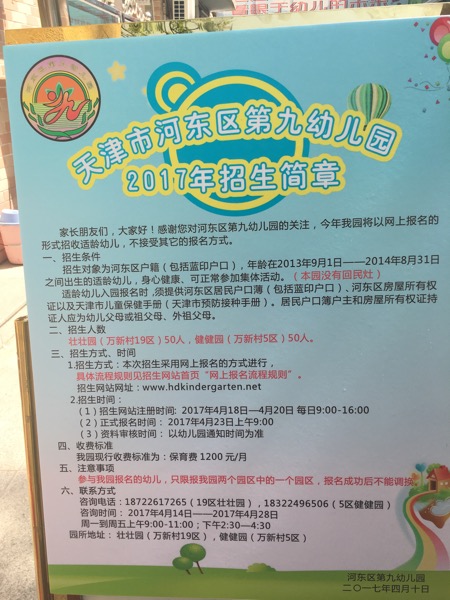 天津市河东区第九幼儿园
2017年招生简章
家长朋友们，大家好！感谢您对河东区第九幼儿园的关注，今年我园将以网上报名的
形式招收适龄幼儿，不接受其它的报名方式。
一、招生条件
招生对象为河东区户籍（包括蓝印户口），年龄在2013年9月1日——2014年8月31日
之间出生的适龄幼儿，身心健康、可正常参加集体活动。（本园没有回民灶）
适龄幼儿入园报名时，须提供河东区居民户口薄（包括蓝印户口）、河东区房屋所有权
证以及天津市儿童保健手册（天津市预防接种手册）。居民户口簿户主和房屋所有权证持
证人应为幼儿父母或祖父母、外祖父母。
二、招生人数
壮壮园（万新村19区）50人，健健园（万新村5区）50人。
三、招生方式、时间
1.招生方式：本次招生采用网上报名的方式进行，
具体流程规则见招生网站首页“网上报名流程规则”。
招生网站网址：www.hdkindergarten.net
2.招生时间：
（1）招生网站注册时间：2017年4月18日—4月20日 每日9:00-16:00
（2）正式报名时间：2017年4月23日上午9:00
（3）资料审核时间：以幼儿园通知时间为准
四、收费标准
我园现行收费标准为：保育费 1200 元/月
五、注意事项
参与我园报名的幼儿，只限报我园两个园区中的一个园区，报名成功后不能调换。
六、联系方式
咨询电话：18722617265（19区壮壮园），18322496506（5区健健园）
咨询时间：2017年4月14日——2017年4月28日
周一到周五上午9:00-11:00；下午2:30—4:30
园所地址：壮壮园（万新村19区），健健园（万新村5区）
河东区第九幼儿园
二〇一七年四月十日